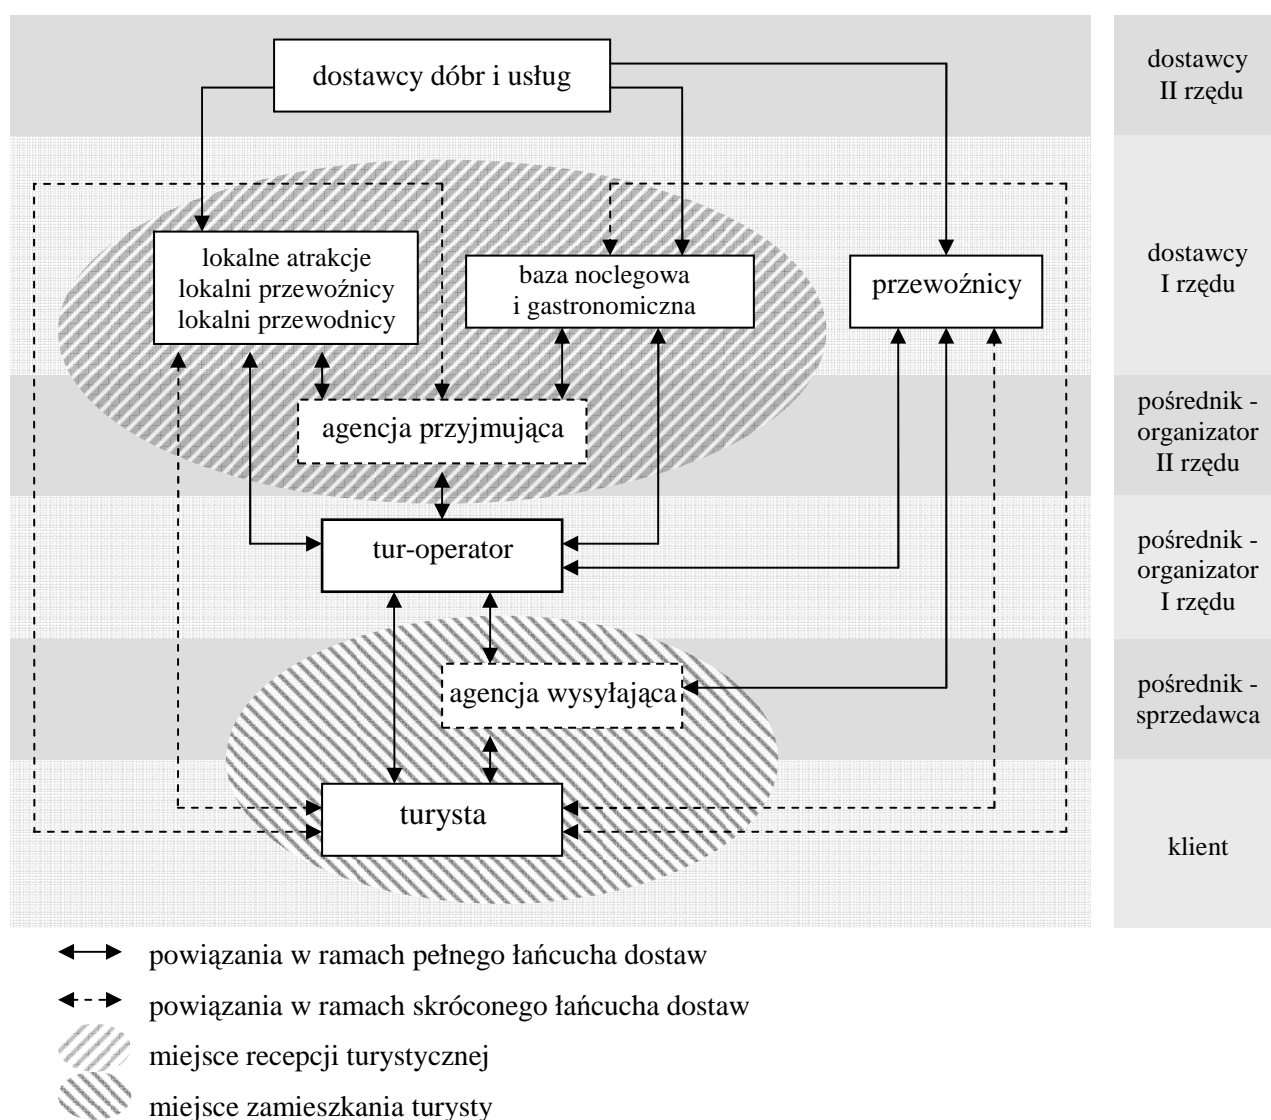 dostawcy dóbr i usług
dostawcy
II rzędu
lokalne atrakcje
lokalni przewoźnicy
lokalni przewodnicy
baza noclegowa
i gastronomiczna
przewoźnicy
dostawcy
I rzędu
agencja przyjmująca
pośrednik -
organizator
II rzędu
tur-operator
pośrednik -
organizator
I rzędu
agencja wysyłająca
pośrednik -
sprzedawca
turysta
klient
powiązania w ramach pełnego łańcucha dostaw
powiązania w ramach skróconego łańcucha dostaw
miejsce recepcji turystycznej
miejsce zamieszkania turysty